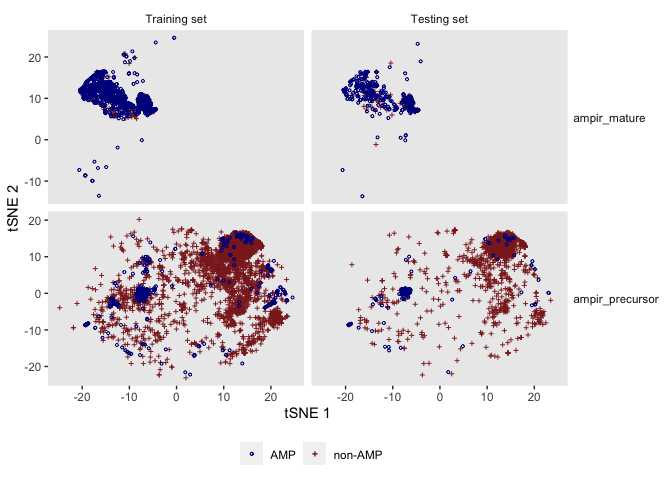 Training set
Testing set
20
10
0
-10
ampir_mature
tSNE 2
20
10
0
-10
-20
ampir_precursor
-20 -10 0 10 20
-20 -10 0 10 20
tSNE 1
AMP non-AMP